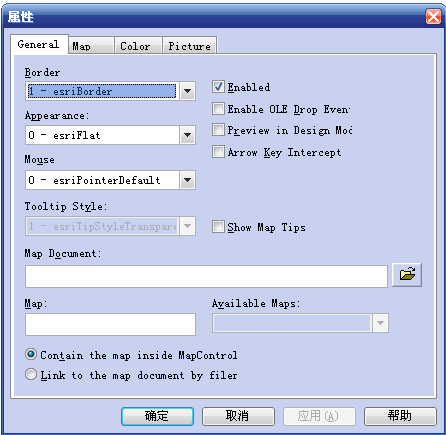 属性
General Map Color Picture
Border
1 - esriBorder
Enabled
Appearance:
Enable OLE Drop Even
0 - esriFlat
Preview in Design Mod
Mouse
Arrow Key Intercept
0 - esriPointerDefault
Tooltip Style:
1 - esriTipStyleTranspare
Show Map Tips
Map Document:
Map:
Available Maps:
Contain the map inside MapControl
Link to the map document by filer
确定 取消 应用(A) 帮助